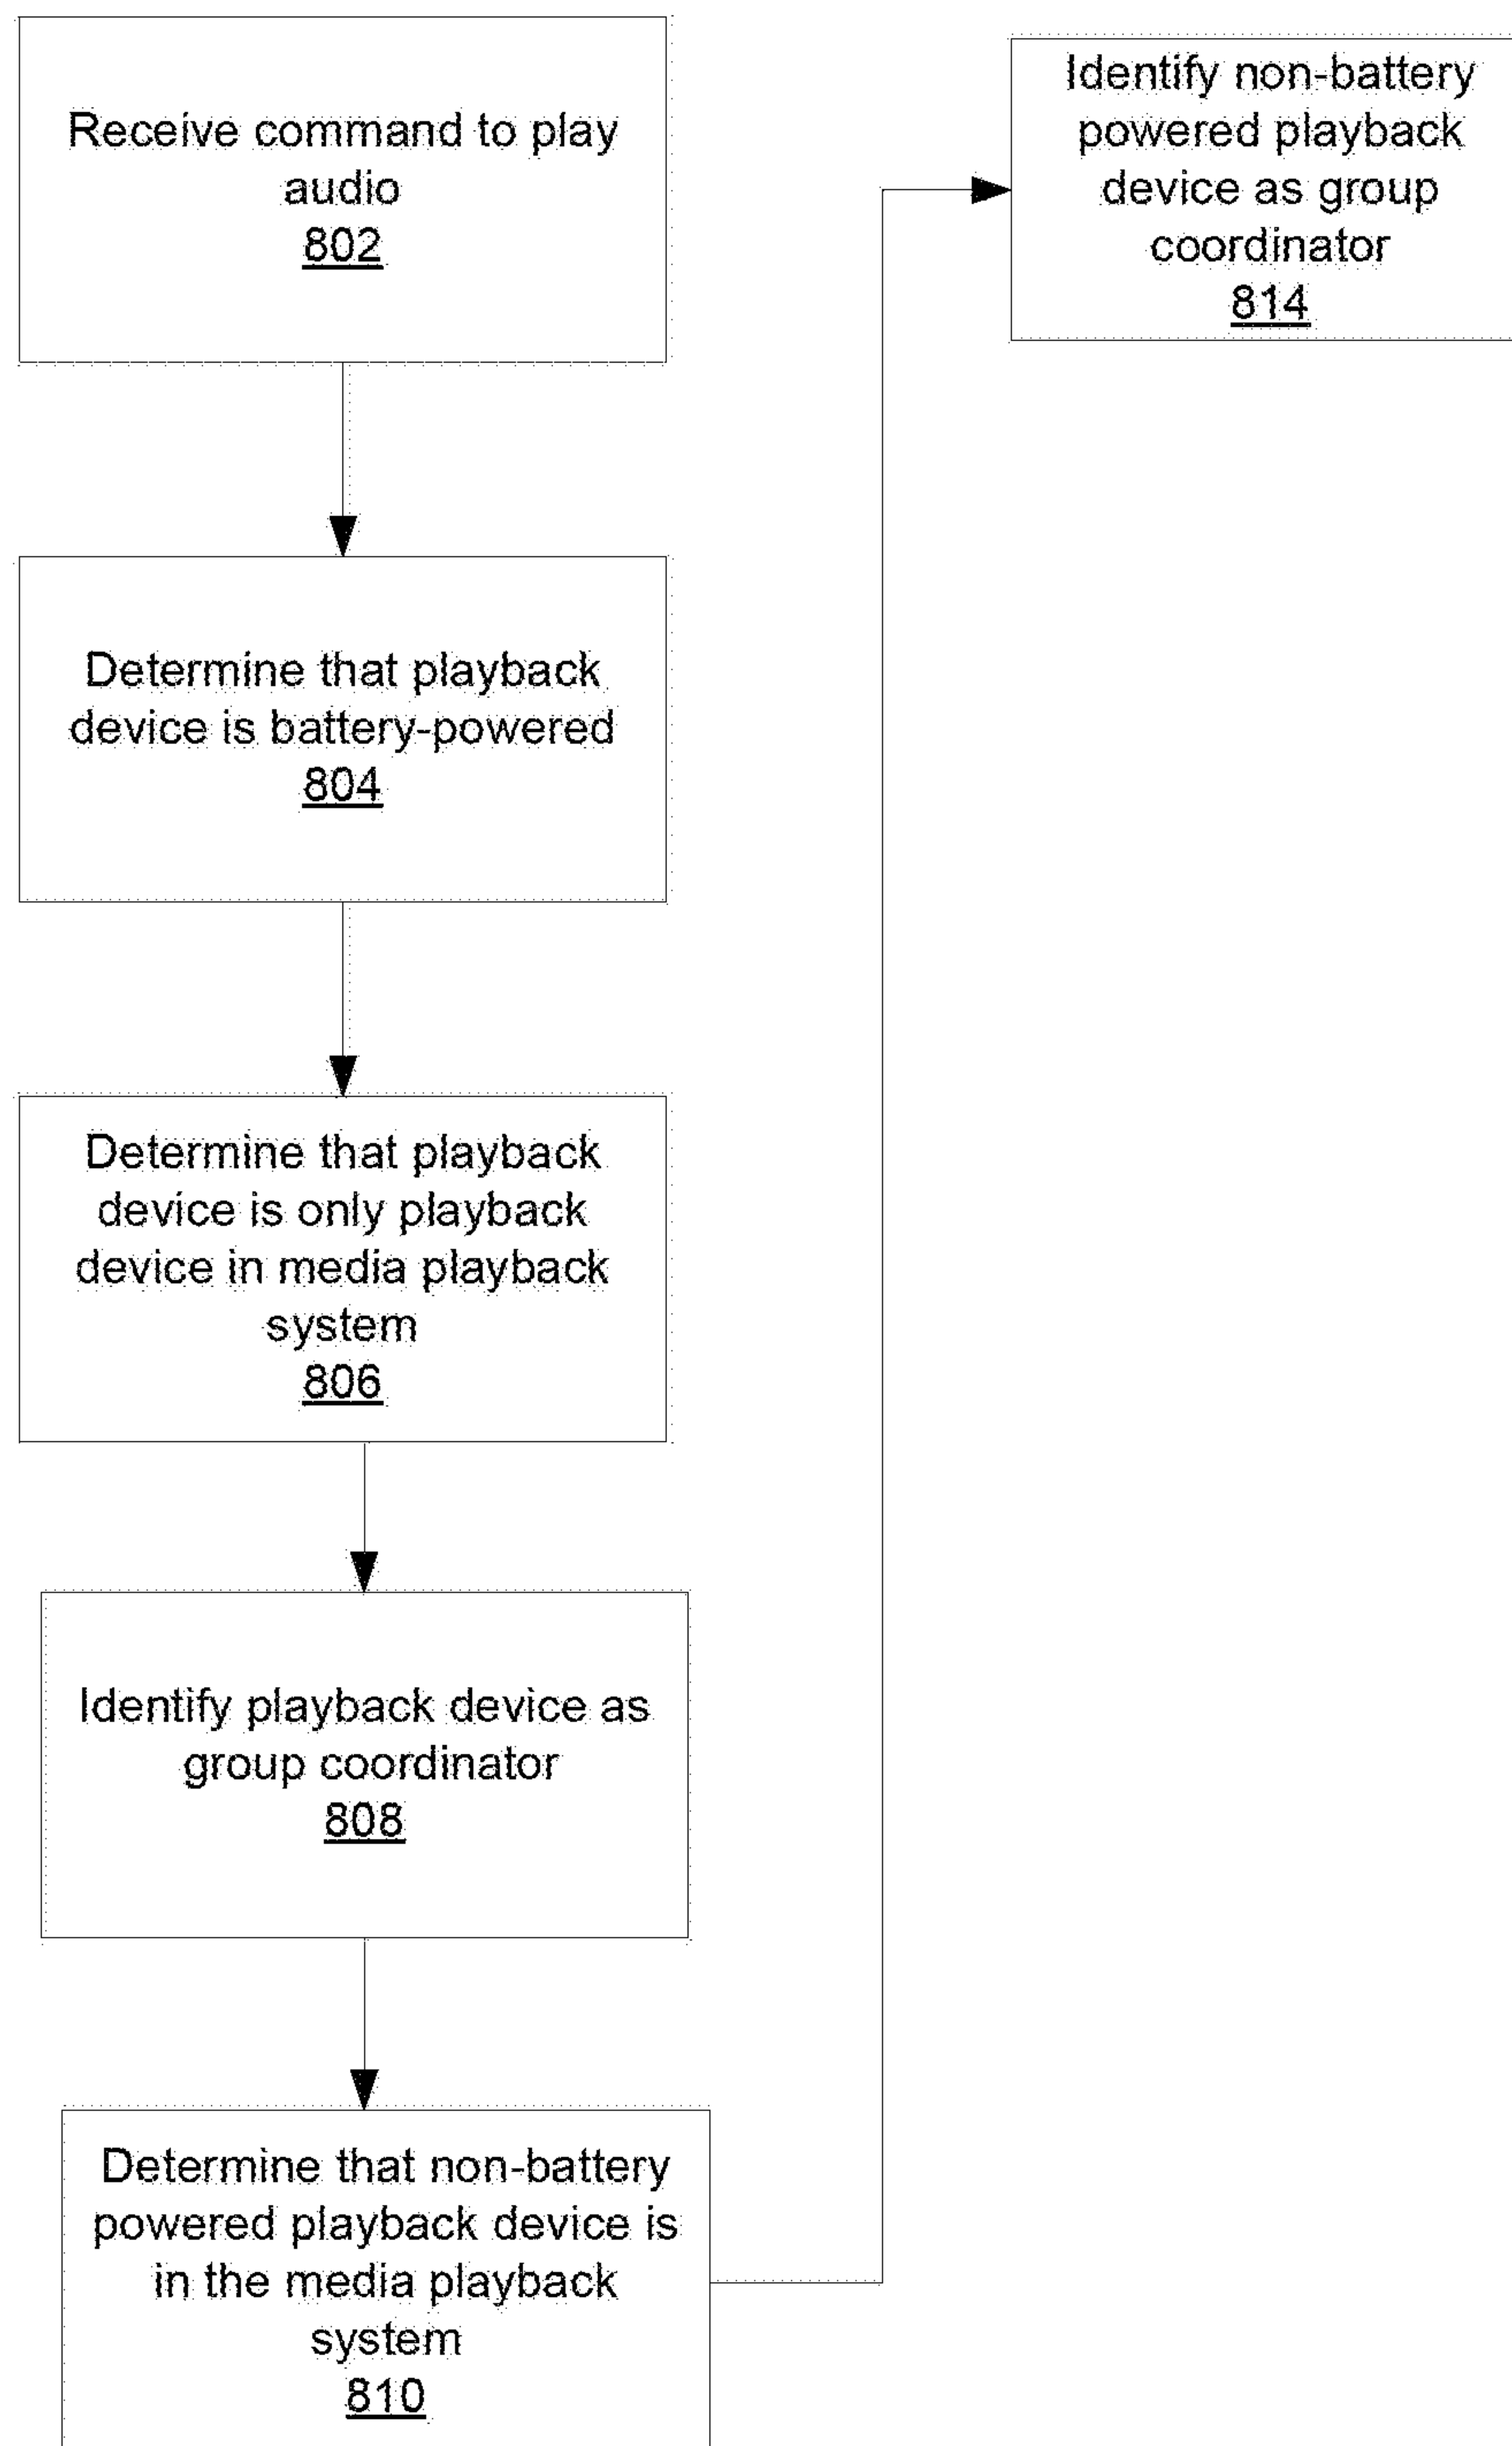 Receive command to play
audio
802
Determine that playback
device is battery-powered
804
Determine that playback
device is only playback
device in media playback
system
806
Identify playback device as
group coordinator
808
Determine that non-battery
powered playback device is
in the media playback
system
810
Identify non-battery
powered playback
device as group
coordinator
814